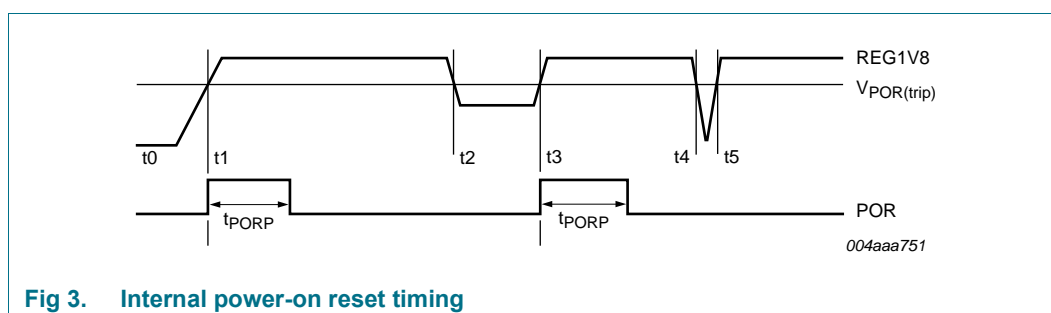 REG1V8
VPOR(trip)
t0 t1 t2 t3 t4 t5
tPORP tPORP
POR
004aaa751
Fig 3. Internal power-on reset timing